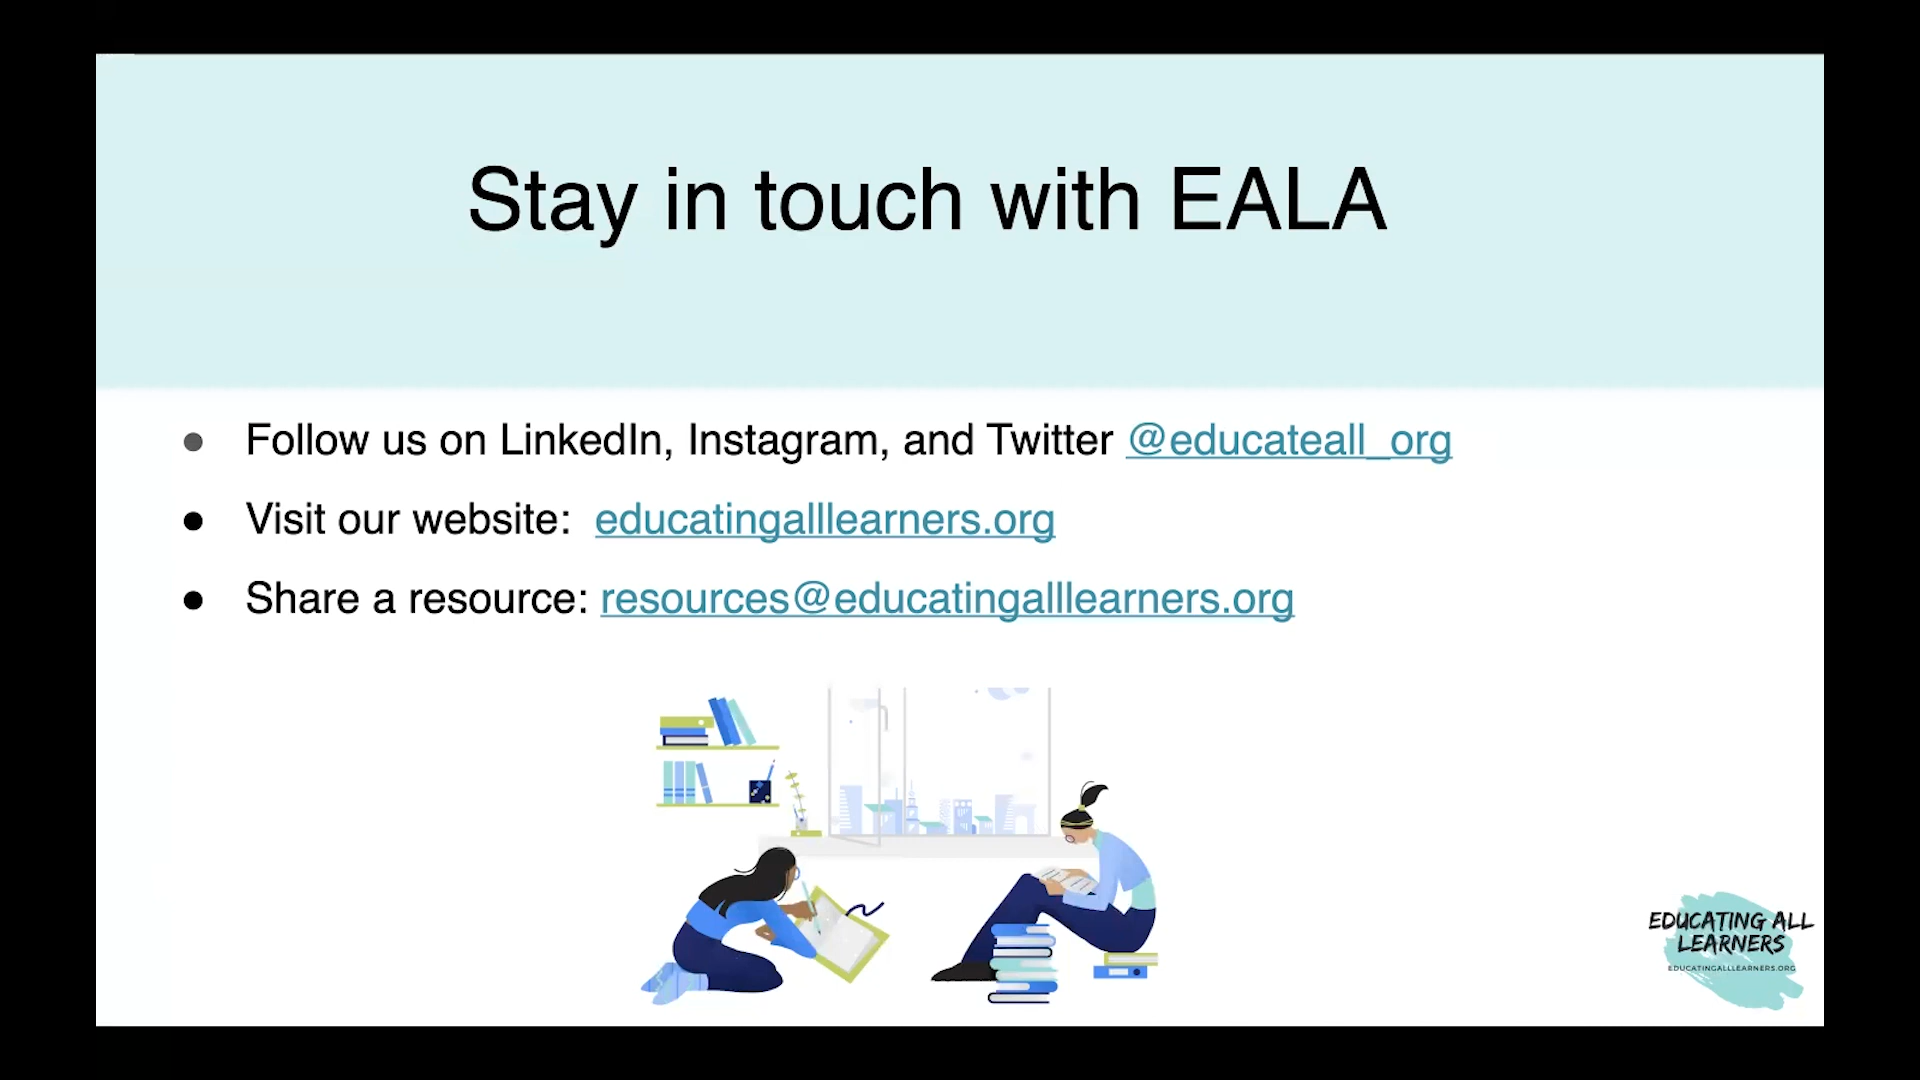 Stay in touch with EALA
● Follow us on LinkedIn, Instagram, and Twitter @educateall_org
● Visit our website: educatingalllearners.org
● Share a resource: resources@educatingalllearners.org
EDUCATING ALL
LEARNERS
EDUCATINGALLLEARNERS.ORG